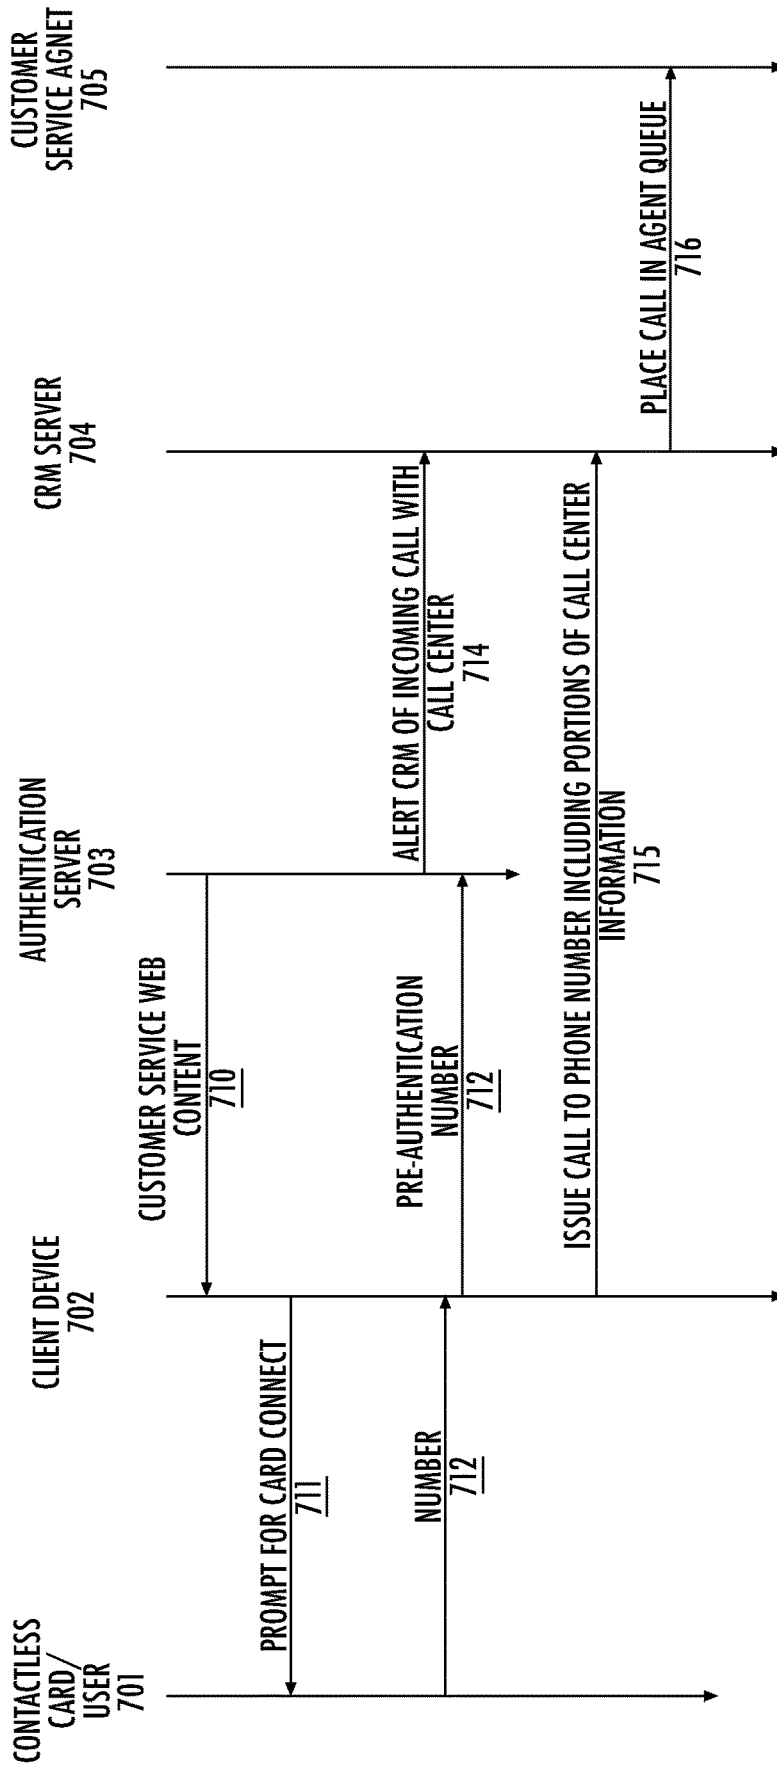 CONTACTLESS
CARD/
USER
701
CLIENT DEVICE
702
AUTHENTICATION
SERVER
703
CRM SERVER
704
CUSTOMER
SERVICE AGNET
705
CUSTOMER SERVICE WEB
CONTENT
710
PROMPT FOR CARD CONNECT
711
NUMBER
712
PRE-AUTHENTICATION
NUMBER
712
ALERT CRM OF INCOMING CALL WITH
CALL CENTER
714
ISSUE CALL TO PHONE NUMBER INCLUDING PORTIONS OF CALL CENTER
INFORMATION
715
PLACE CALL IN AGENT QUEUE
716